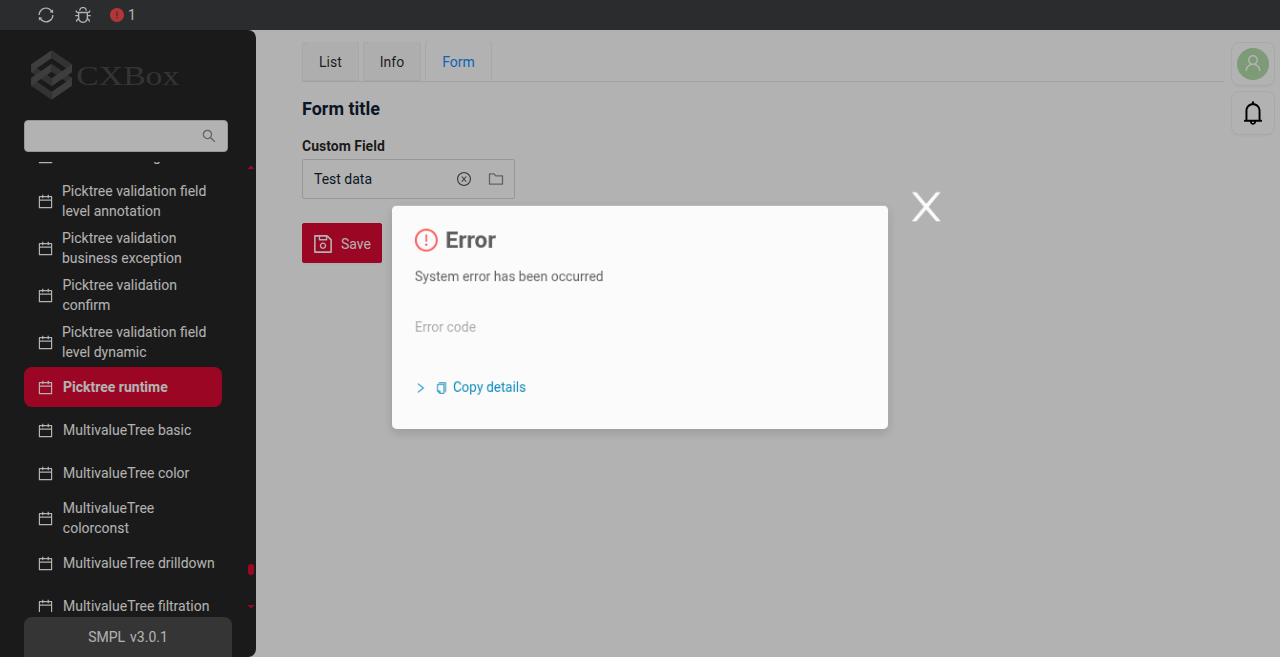 1
CXBox
Picktree validation field
level annotation
Picktree validation
business exception
Picktree validation
confirm
Picktree validation field
level dynamic
Picktree runtime
MultivalueTree basic
MultivalueTree color
MultivalueTree
colorconst
MultivalueTree drilldown
MultivalueTree filtration
SMPL v3.0.1
List
Info
Form
Form title
Custom Field
Test data
Save
Error
System error has been occurred
Error code
Copy details